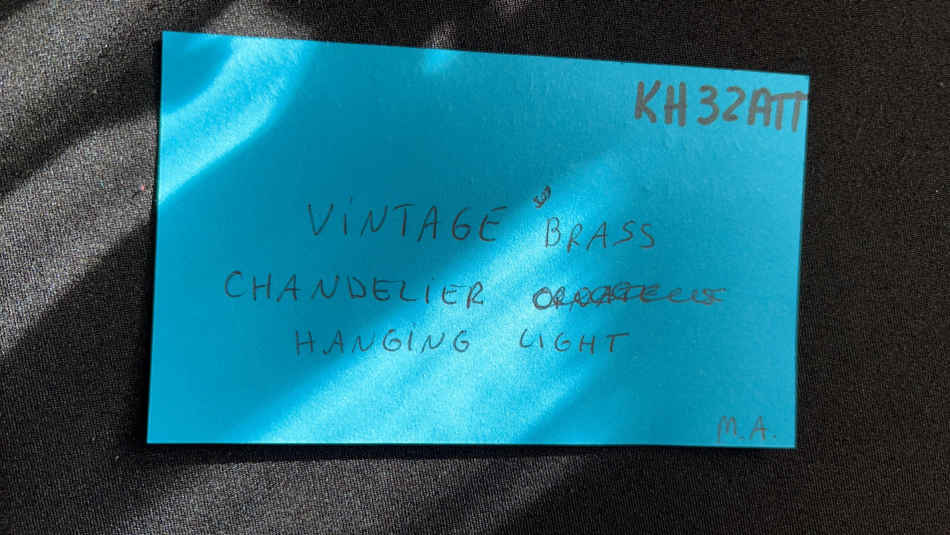 KH32ATT
ViNTAGE BRASS
CHANDELIER
HANGiNG LIGHT
M.A.